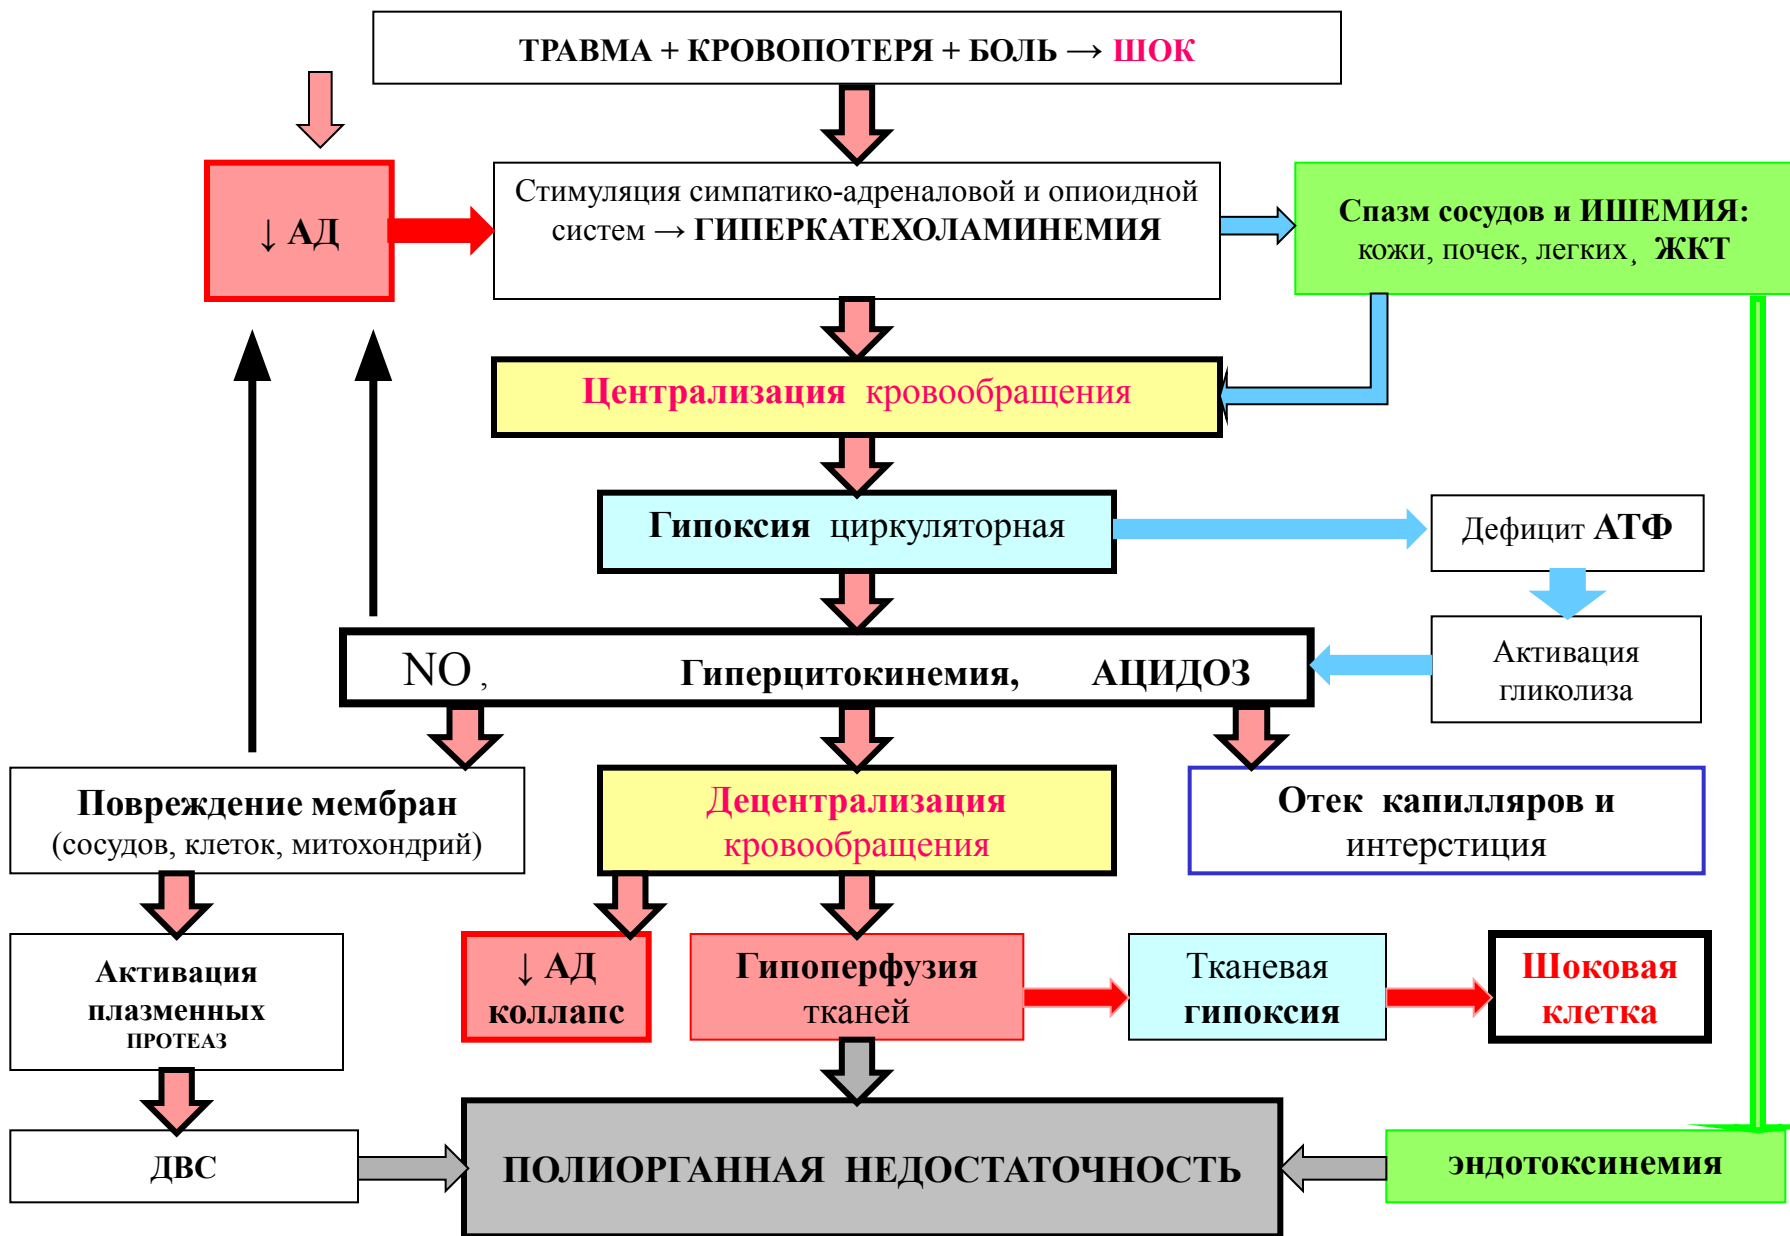 ТРАВМА + КРОВОПОТЕРЯ + БОЛЬ → ШОК
↓ АД
Стимуляция симпатико-адреналовой и опиоидной
систем → ГИПЕРКАТЕХОЛАМИНЕМИЯ
Спазм сосудов и ИШЕМИЯ:
кожи, почек, легких, ЖКТ
Централизация кровообращения
Гипоксия циркуляторная
Дефицит АТФ
Активация
гликолиза
NO, Гиперцитокинемия, АЦИДОЗ
Повреждение мембран
(сосудов, клеток, митохондрий)
Децентрализация
кровообращения
Отек капилляров и
интерстиция
Активация
плазменных
ПРОТЕАЗ
↓ АД
коллапс
Гипоперфузия
тканей
Тканевая
гипоксия
Шоковая
клетка
ДВС
ПОЛИОРГАННАЯ НЕДОСТАТОЧНОСТЬ
эндотоксинемия